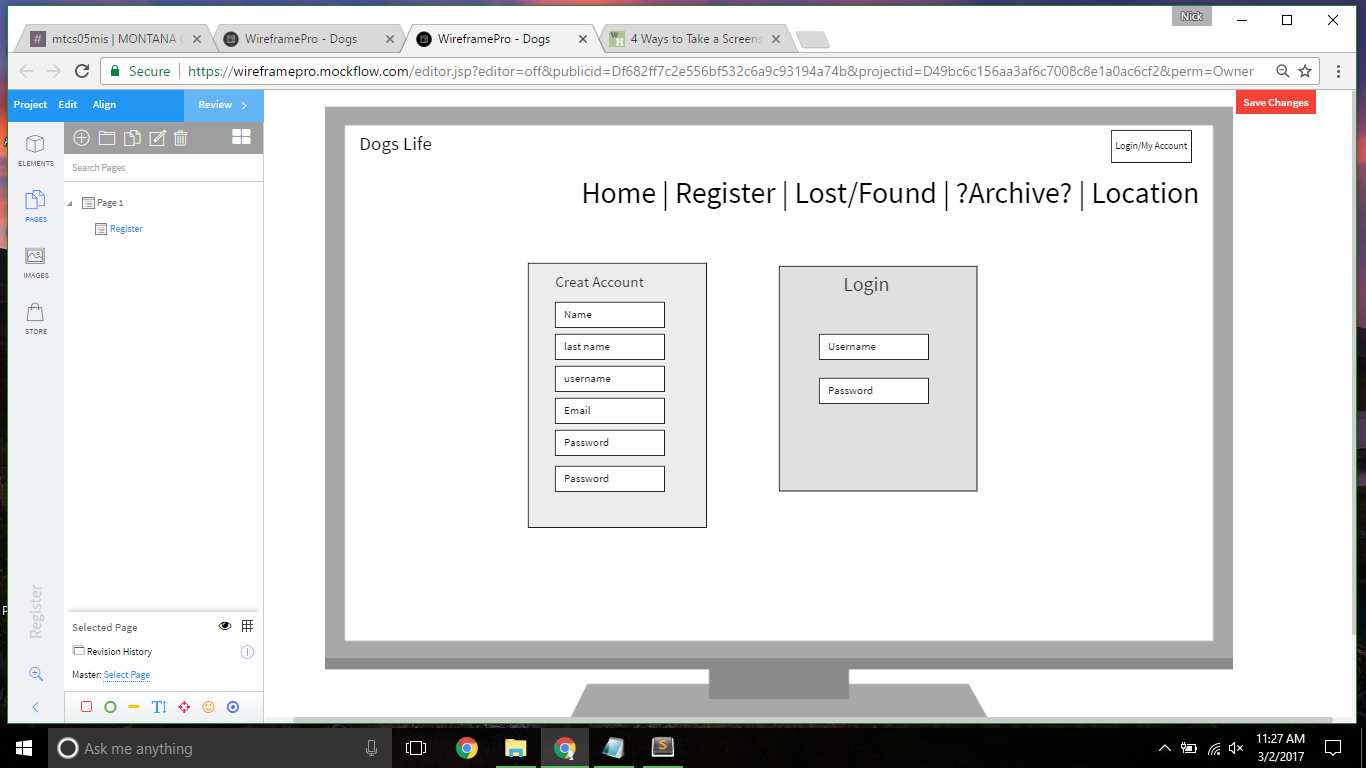 Nick
mtcs05mis | MONTANA
WireframePro - Dogs
WireframePro - Dogs
4 Ways to Take a Screens
Secure
https://wireframepro.mockflow.com/editor.jsp?editor=off&publicid=Df682ff7c2e556bf532c6a9c93194a74b&projectid=D49bc6c156aa3af6c7008c8e1a0ac6cf2&perm=Owner
Project Edit Align Review
Save Changes
ELEMENTS
PAGES
IMAGES
STORE
Search Pages
Page 1
Register
Dogs Life
Login/My Account
Home | Register | Lost/Found | ?Archive? | Location
Creat Account
Name
last name
username
Email
Password
Password
Login
Username
Password
Register
Selected Page
Revision History
Master: Select Page
Ask me anything
11:27 AM
3/2/2017